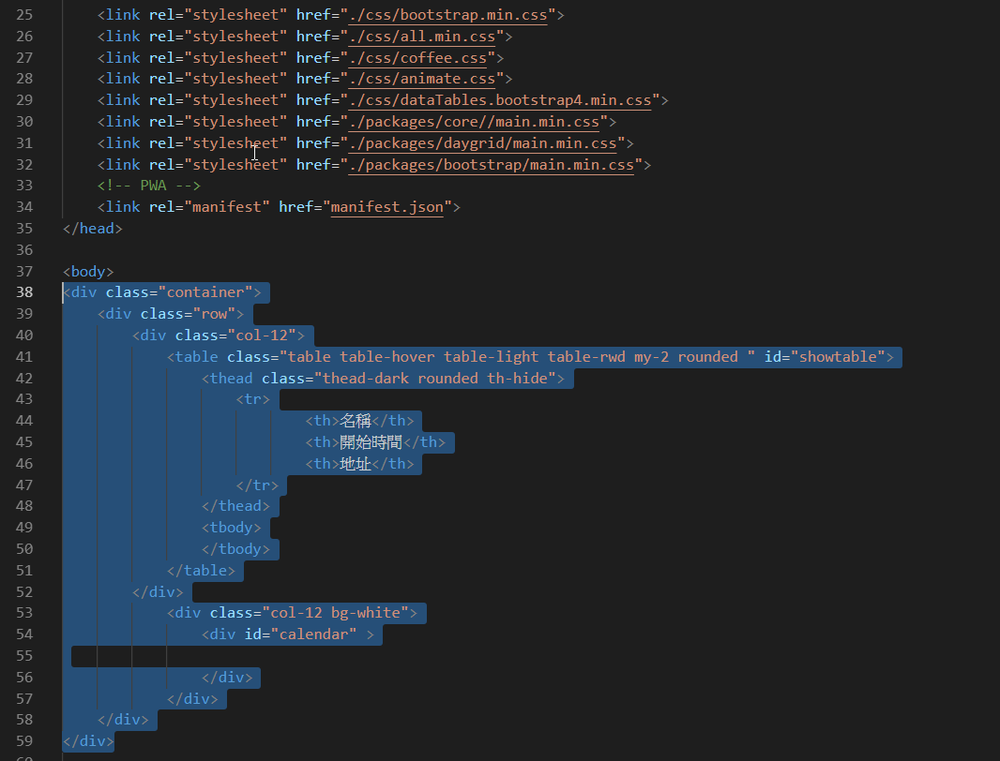 25 <link rel="stylesheet" href="./css/bootstrap.min.css">
26 <link rel="stylesheet" href="./css/all.min.css">
27 <link rel="stylesheet" href="./css/coffee.css">
28 <link rel="stylesheet" href="./css/animate.css">
29 <link rel="stylesheet" href="./css/dataTables.bootstrap4.min.css">
30 <link rel="stylesheet" href="./packages/core//main.min.css">
31 <link rel="stylesheet" href="./packages/daygrid/main.min.css">
32 <link rel="stylesheet" href="./packages/bootstrap/main.min.css">
33 <!-- PWA -->
34 <link rel="manifest" href="manifest.json">
35 </head>
36
37 <body>
38 <div class="container">
39 <div class="row">
40 <div class="col-12">
41 <table class="table table-hover table-light table-rwd my-2 rounded " id="showtable">
42 <thead class="thead-dark rounded th-hide">
43 <tr>
44 <th>名稱</th>
45 <th>開始時間</th>
46 <th>地址</th>
47 </tr>
48 </thead>
49 <tbody>
50 </tbody>
51 </table>
52 </div>
53 <div class="col-12 bg-white">
54 <div id="calendar" >
55
56 </div>
57 </div>
58 </div>
59 </div>